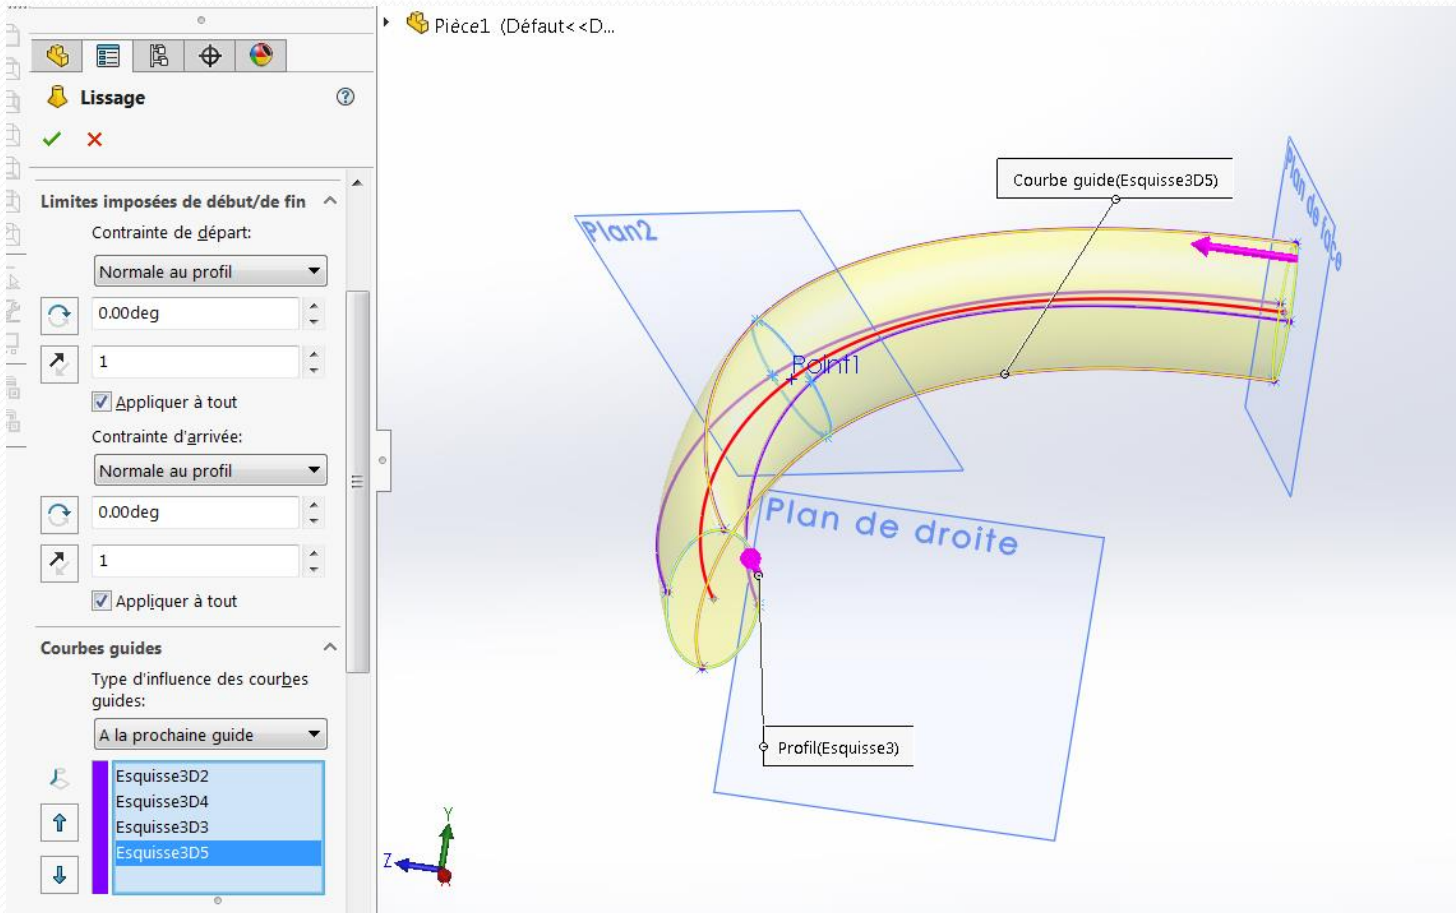 Pièce1 (Défaut<<D...
Lissage
Limites imposées de début/de fin
Contrainte de départ:
Normale au profil
0.00deg
1
Appliquer à tout
Contrainte d'arrivée:
Normale au profil
0.00deg
1
Appliquer à tout
Courbes guides
Type d'influence des courbes
guides:
A la prochaine guide
Esquisse3D2
Esquisse3D4
Esquisse3D3
Esquisse3D5
Courbe guide(Esquisse3D5)
Plan de face
Plan2
Point1
Plan de droite
Profil(Esquisse3)
Y
Z